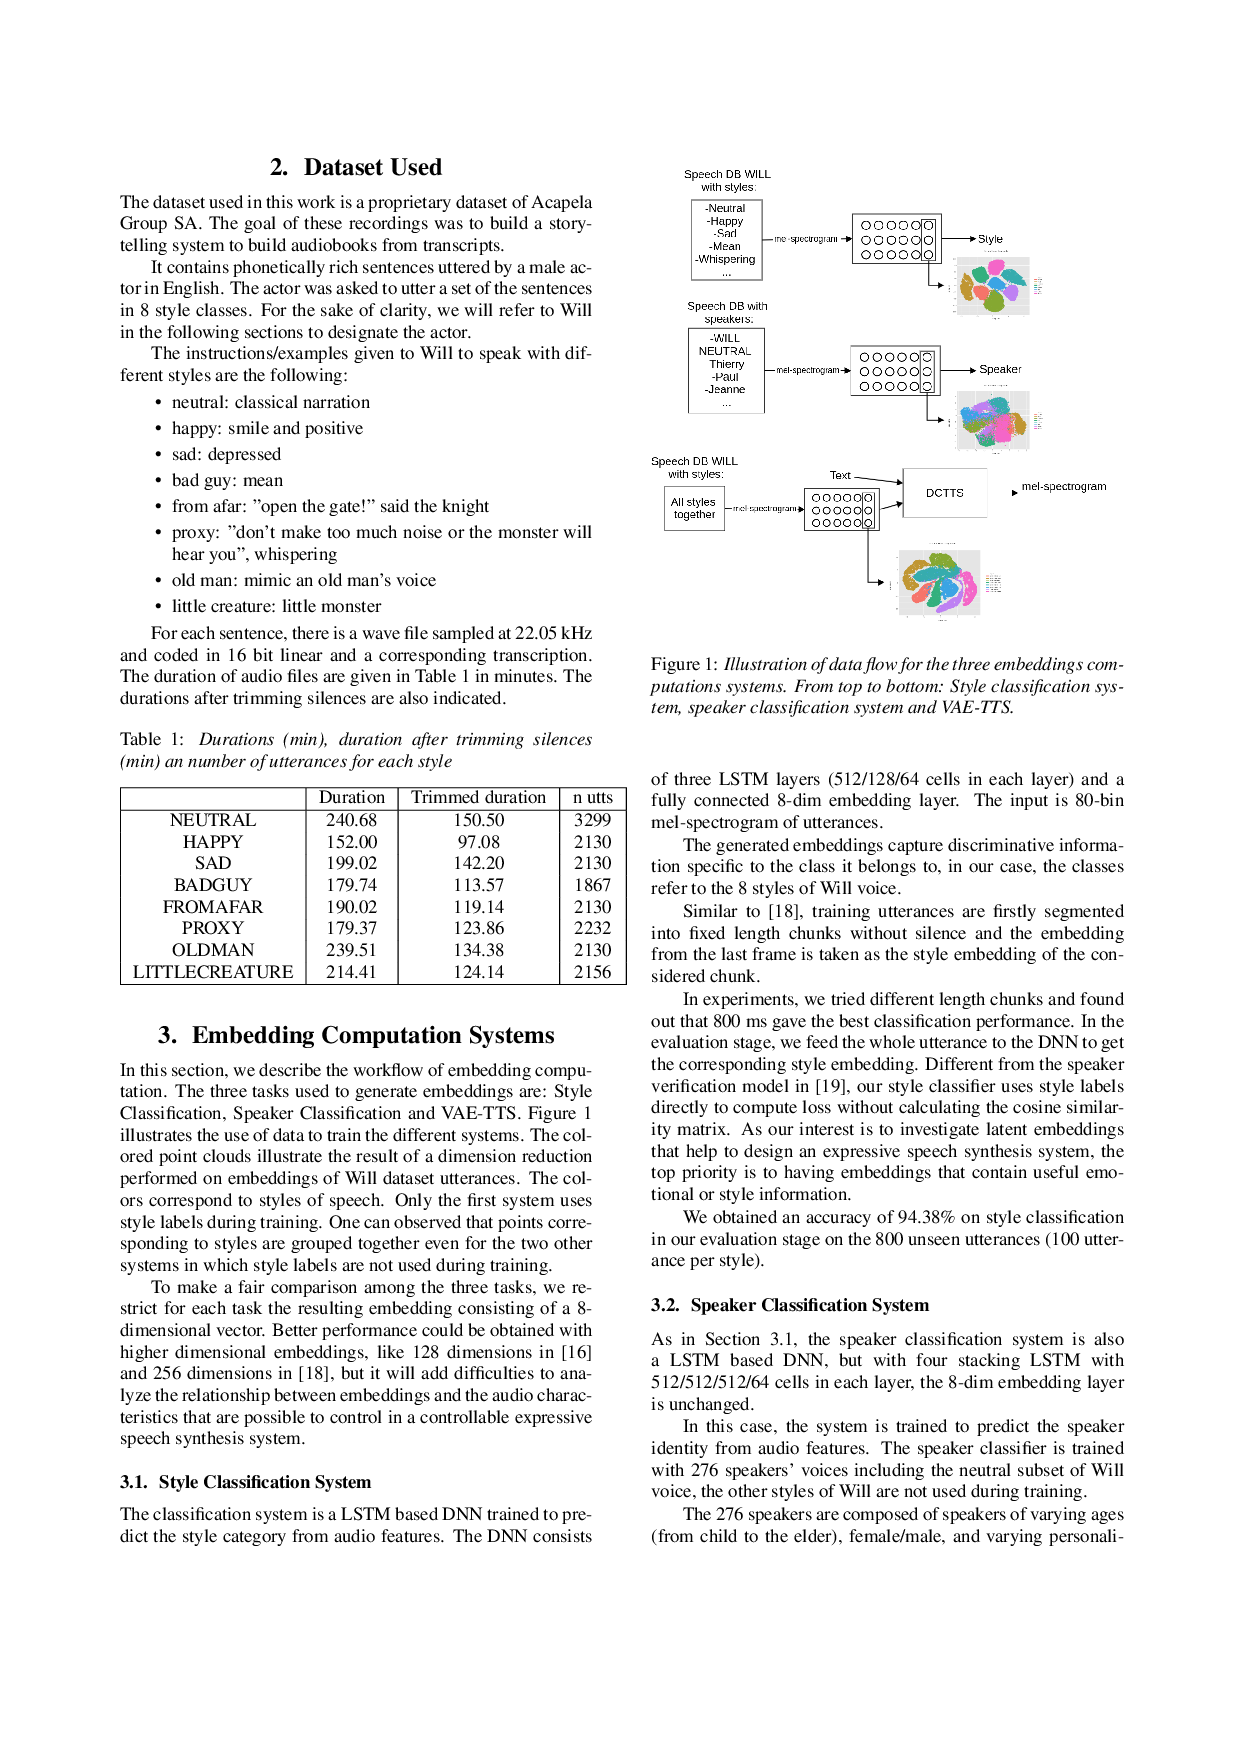 2. Dataset Used
The dataset used in this work is a proprietary dataset of Acapela
Group SA. The goal of these recordings was to build a story-
telling system to build audiobooks from transcripts.
It contains phonetically rich sentences uttered by a male ac-
tor in English. The actor was asked to utter a set of the sentences
in 8 style classes. For the sake of clarity, we will refer to Will
in the following sections to designate the actor.
The instructions/examples given to Will to speak with dif-
ferent styles are the following:
• neutral: classical narration
• happy: smile and positive
• sad: depressed
• bad guy: mean
• from afar: ”open the gate!” said the knight
• proxy: ”don’t make too much noise or the monster will
hear you”, whispering
• old man: mimic an old man’s voice
• little creature: little monster
For each sentence, there is a wave file sampled at 22.05 kHz
and coded in 16 bit linear and a corresponding transcription.
The duration of audio files are given in Table 1 in minutes. The
durations after trimming silences are also indicated.
Table 1: Durations (min), duration after trimming silences
(min) an number of utterances for each style
Duration Trimmed duration n utts
NEUTRAL 240.68 150.50 3299
HAPPY 152.00 97.08 2130
SAD 199.02 142.20 2130
BADGUY 179.74 113.57 1867
FROMAFAR 190.02 119.14 2130
PROXY 179.37 123.86 2232
OLDMAN 239.51 134.38 2130
LITTLECREATURE 214.41 124.14 2156
3. Embedding Computation Systems
In this section, we describe the workflow of embedding compu-
tation. The three tasks used to generate embeddings are: Style
Classification, Speaker Classification and VAE-TTS. Figure 1
illustrates the use of data to train the different systems. The col-
ored point clouds illustrate the result of a dimension reduction
performed on embeddings of Will dataset utterances. The col-
ors correspond to styles of speech. Only the first system uses
style labels during training. One can observed that points corre-
sponding to styles are grouped together even for the two other
systems in which style labels are not used during training.
To make a fair comparison among the three tasks, we re-
strict for each task the resulting embedding consisting of a 8-
dimensional vector. Better performance could be obtained with
higher dimensional embeddings, like 128 dimensions in [16]
and 256 dimensions in [18], but it will add difficulties to ana-
lyze the relationship between embeddings and the audio charac-
teristics that are possible to control in a controllable expressive
speech synthesis system.
3.1. Style Classification System
The classification system is a LSTM based DNN trained to pre-
dict the style category from audio features. The DNN consists
Speech DB WILL
with styles:
-Neutral
-Happy
-Sad
-Mean
-Whispering
...
mel-spectrogram
Style
Speech DB with
speakers:
-WILL
NEUTRAL
Thierry
-Paul
-Jeanne
...
mel-spectrogram
Speaker
Speech DB WILL
with styles:
All styles
together
mel-spectrogram
Text
DCTTS
mel-spectrogram
Figure 1: Illustration of data flow for the three embeddings com-
putations systems. From top to bottom: Style classification sys-
tem, speaker classification system and VAE-TTS.
of three LSTM layers (512/128/64 cells in each layer) and a
fully connected 8-dim embedding layer. The input is 80-bin
mel-spectrogram of utterances.
The generated embeddings capture discriminative informa-
tion specific to the class it belongs to, in our case, the classes
refer to the 8 styles of Will voice.
Similar to [18], training utterances are firstly segmented
into fixed length chunks without silence and the embedding
from the last frame is taken as the style embedding of the con-
sidered chunk.
In experiments, we tried different length chunks and found
out that 800 ms gave the best classification performance. In the
evaluation stage, we feed the whole utterance to the DNN to get
the corresponding style embedding. Different from the speaker
verification model in [19], our style classifier uses style labels
directly to compute loss without calculating the cosine similar-
ity matrix. As our interest is to investigate latent embeddings
that help to design an expressive speech synthesis system, the
top priority is to having embeddings that contain useful emo-
tional or style information.
We obtained an accuracy of 94.38% on style classification
in our evaluation stage on the 800 unseen utterances (100 utter-
ance per style).
3.2. Speaker Classification System
As in Section 3.1, the speaker classification system is also
a LSTM based DNN, but with four stacking LSTM with
512/512/512/64 cells in each layer, the 8-dim embedding layer
is unchanged.
In this case, the system is trained to predict the speaker
identity from audio features. The speaker classifier is trained
with 276 speakers’ voices including the neutral subset of Will
voice, the other styles of Will are not used during training.
The 276 speakers are composed of speakers of varying ages
(from child to the elder), female/male, and varying personali-